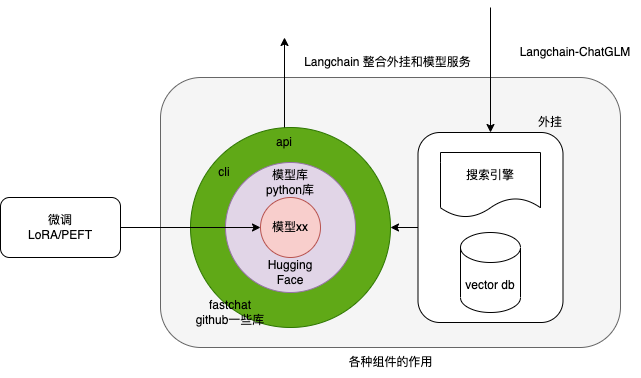 Langchain-ChatGLM
Langchain 整合外挂和模型服务
外挂
api
cli
搜索引擎
模型库
python库
微调
LoRA/PEFT
模型xx
Hugging
Face
vector db
fastchat
github一些库
各种组件的作用